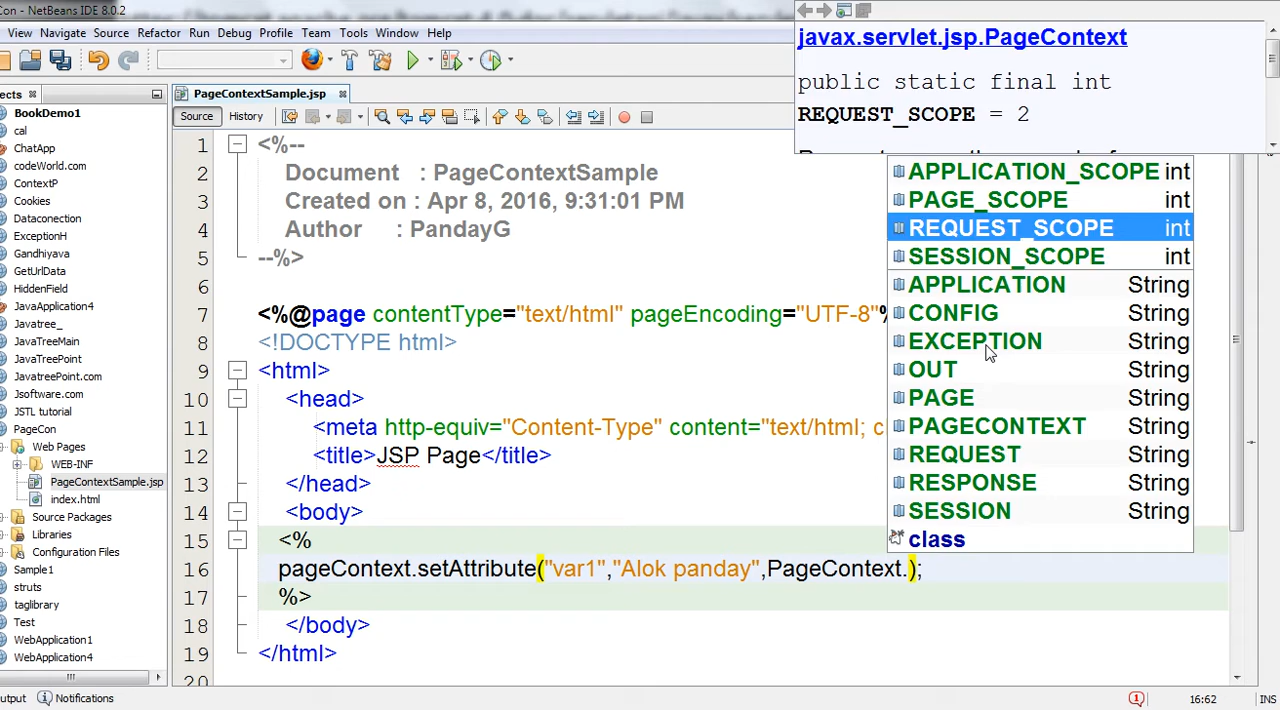 Con - NetBeans IDE 8.0.2
View Navigate Source Refactor Run Debug Profile Team Tools Window Help
ects
BookDemo1
cal
ChatApp
codeWorld.com
ContextP
Cookies
Dataconection
ExceptionH
Gandhiyava
GetUrlData
HiddenField
JavaApplication4
Javatree_
JavaTreeMain
JavaTreePoint
JavatreePoint.com
Jsoftware.com
JSTL tutorial
PageCon
Web Pages
WEB-INF
PageContextSample.jsp
index.html
Source Packages
Libraries
Configuration Files
Sample1
struts
taglibrary
Test
WebApplication1
WebApplication4
PageContextSample.jsp
Source History
1 <%--
2 Document : PageContextSample
3 Created on : Apr 8, 2016, 9:31:01 PM
4 Author : PandayG
5 --%>
6
7 <%@page contentType="text/html" pageEncoding="UTF-8"%
8 <!DOCTYPE html>
9 <html>
10 <head>
11 <meta http-equiv="Content-Type" content="text/html; c
12 <title>JSP Page</title>
13 </head>
14 <body>
15 <%
16 pageContext.setAttribute("var1","Alok panday",PageContext.);
17 %>
18 </body>
19 </html>
20
javax.servlet.jsp.PageContext
public static final int
REQUEST_SCOPE = 2
APPLICATION_SCOPE int
PAGE_SCOPE int
REQUEST_SCOPE int
SESSION_SCOPE int
APPLICATION String
CONFIG String
EXCEPTION String
OUT String
PAGE String
PAGECONTEXT String
REQUEST String
RESPONSE String
SESSION String
class
utput Notifications
16:62 INS